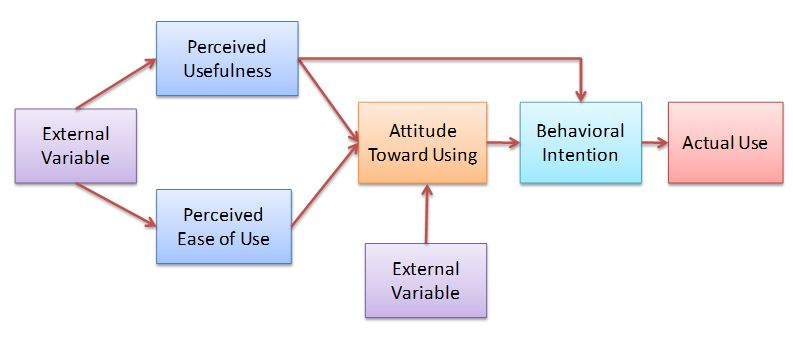 Perceived
Usefulness
External
Variable
Attitude
Toward Using
Behavioral
Intention
Actual Use
Perceived
Ease of Use
External
Variable